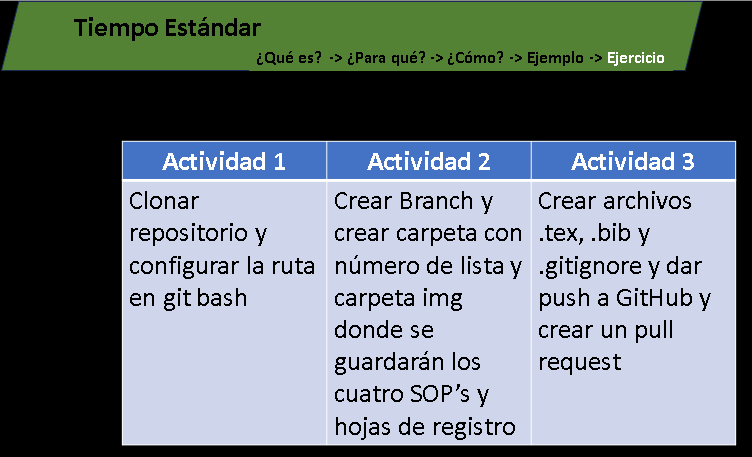 Tiempo Estándar
¿Qué es? -> ¿Para qué? -> ¿Cómo? -> Ejemplo -> Ejercicio
Actividad 1
Actividad 2
Actividad 3
Clonar
repositorio y
configurar la ruta
en git bash
Crear Branch y
crear carpeta con
número de lista y
carpeta img
donde se
guardarán los
cuatro SOP’s y
hojas de registro
Crear archivos
.tex, .bib y
.gitignore y dar
push a GitHub y
crear un pull
request